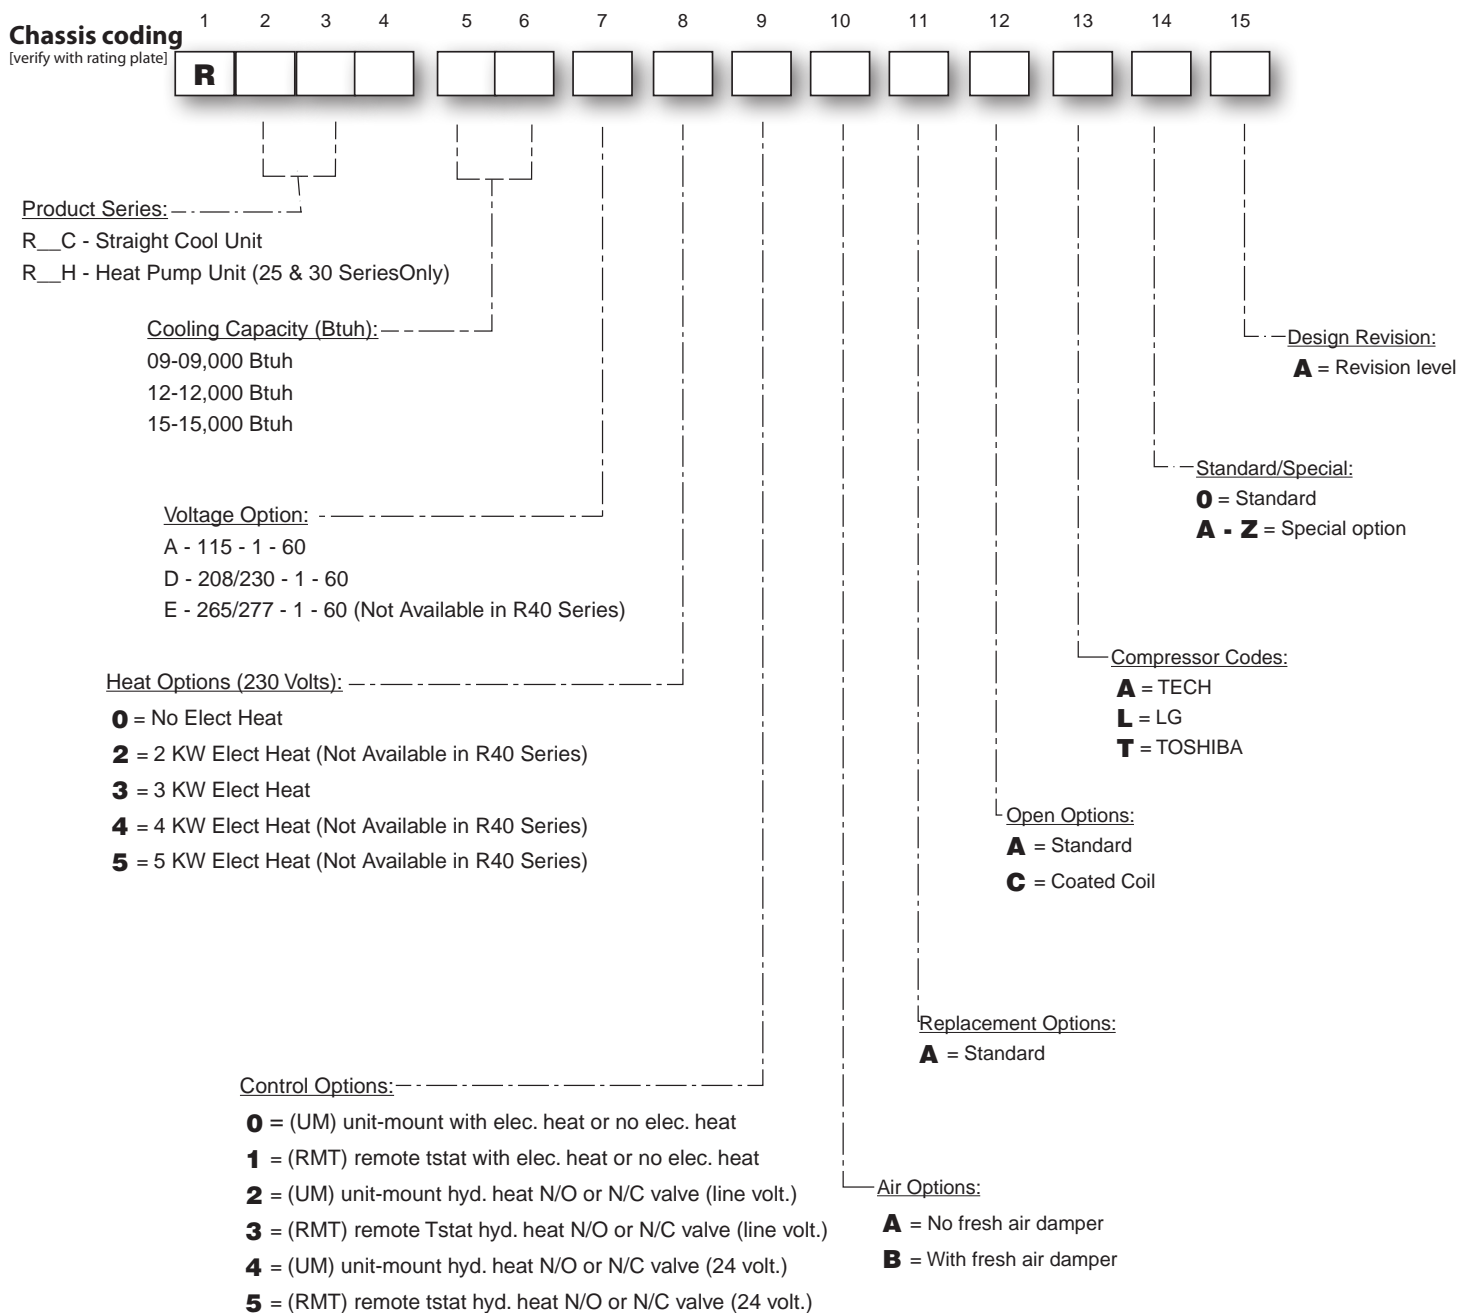 1 2 3 4 5 6 7 8 9 10 11 12 13 14 15
Chassis coding
[verify with rating plate]
R
Product Series:
R__C - Straight Cool Unit
R__H - Heat Pump Unit (25 & 30 SeriesOnly)
Cooling Capacity (Btuh):
09-09,000 Btuh
12-12,000 Btuh
15-15,000 Btuh
Voltage Option:
A - 115 - 1 - 60
D - 208/230 - 1 - 60
E - 265/277 - 1 - 60 (Not Available in R40 Series)
Heat Options (230 Volts):
0 = No Elect Heat
2 = 2 KW Elect Heat (Not Available in R40 Series)
3 = 3 KW Elect Heat
4 = 4 KW Elect Heat (Not Available in R40 Series)
5 = 5 KW Elect Heat (Not Available in R40 Series)
Control Options:
0 = (UM) unit-mount with elec. heat or no elec. heat
1 = (RMT) remote tstat with elec. heat or no elec. heat
2 = (UM) unit-mount hyd. heat N/O or N/C valve (line volt.)
3 = (RMT) remote Tstat hyd. heat N/O or N/C valve (line volt.)
4 = (UM) unit-mount hyd. heat N/O or N/C valve (24 volt.)
5 = (RMT) remote tstat hyd. heat N/O or N/C valve (24 volt.)
Air Options:
A = No fresh air damper
B = With fresh air damper
Replacement Options:
A = Standard
Open Options:
A = Standard
C = Coated Coil
Compressor Codes:
A = TECH
L = LG
T = TOSHIBA
Standard/Special:
0 = Standard
A - Z = Special option
Design Revision:
A = Revision level